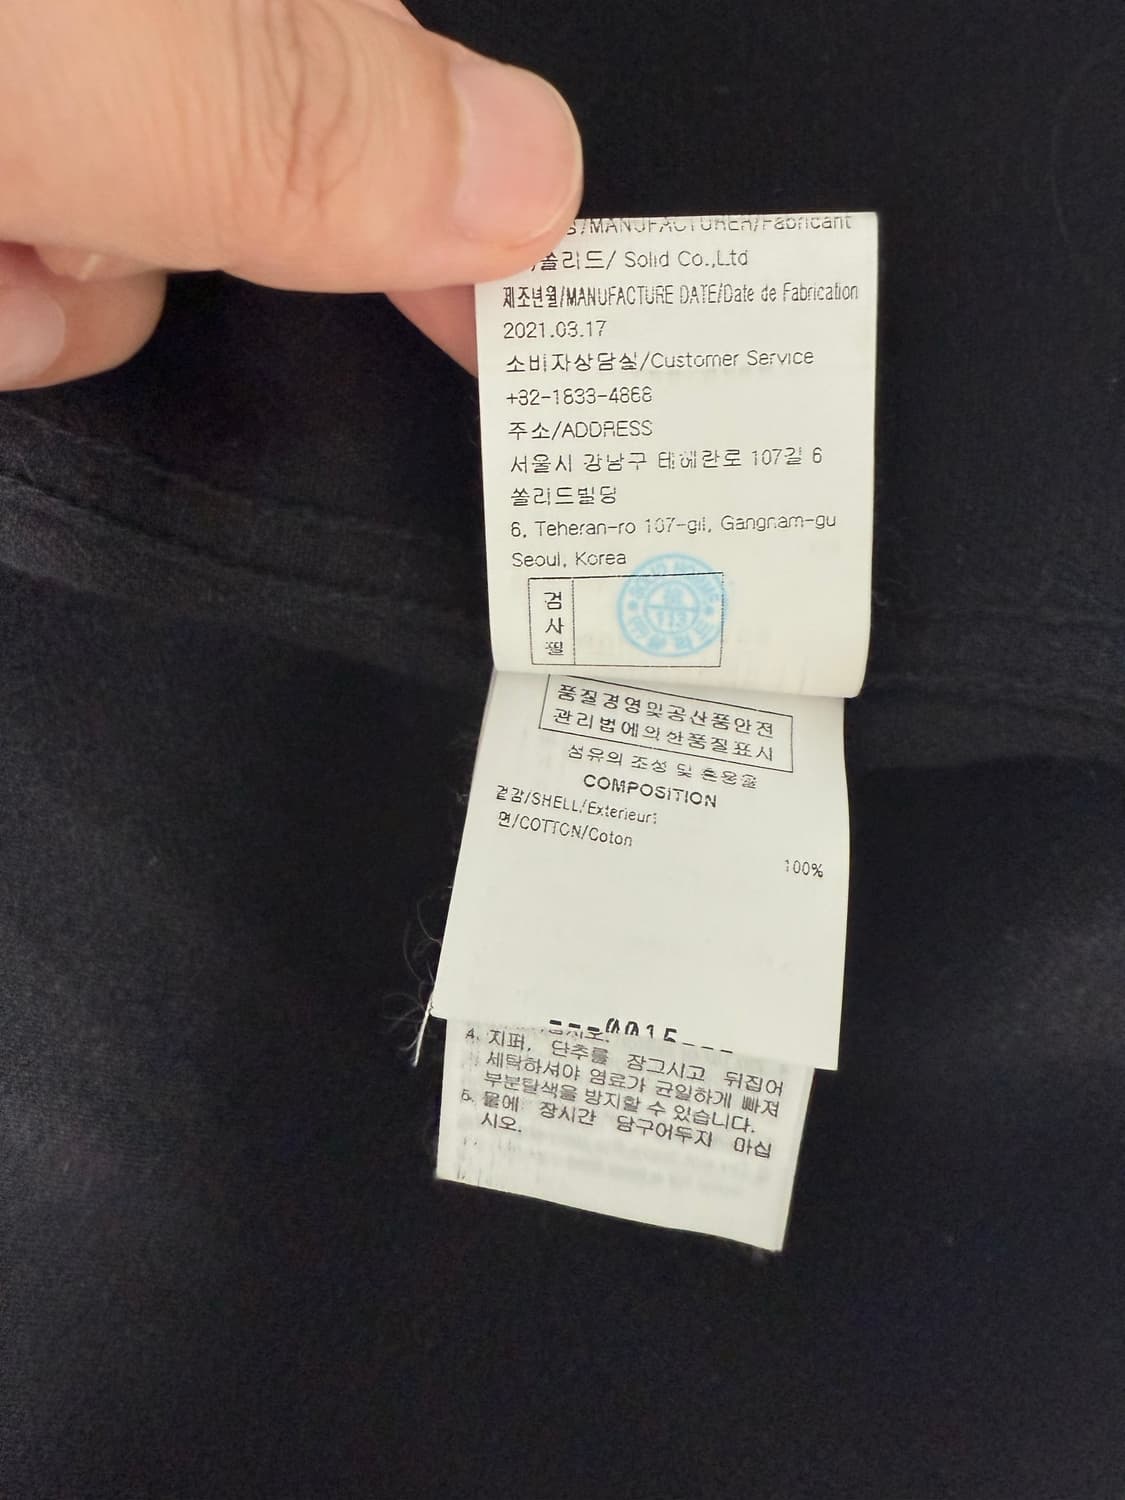 /MANUFACTURER/Fabricant
쏠리드/ Solid Co.,Ltd
제조년월/MANUFACTURE DATE/Date de Fabrication
2021.03.17
소비자상담실/Customer Service
+82-1833-4868
주소/ADDRESS
서울시 강남구 테헤란로 107길 6
쏠리드빌딩
6, Teheran-ro 107-gil, Gangnam-gu
Seoul, Korea
검
사
필
113
품질경영및공산품안전
관리법에의한품질표시
섬유의 조성 및 혼용율
COMPOSITION
겉감/SHELL/Exterieur:
면/COTTON/Coton
100%
---0015---
4. 지퍼, 단추를 잠그시고 뒤집어
세탁하셔야 염료가 균일하게 빠져
부분탈색을 방지할 수 있습니다.
5. 물에 장시간 담구어두지 마십
시오.